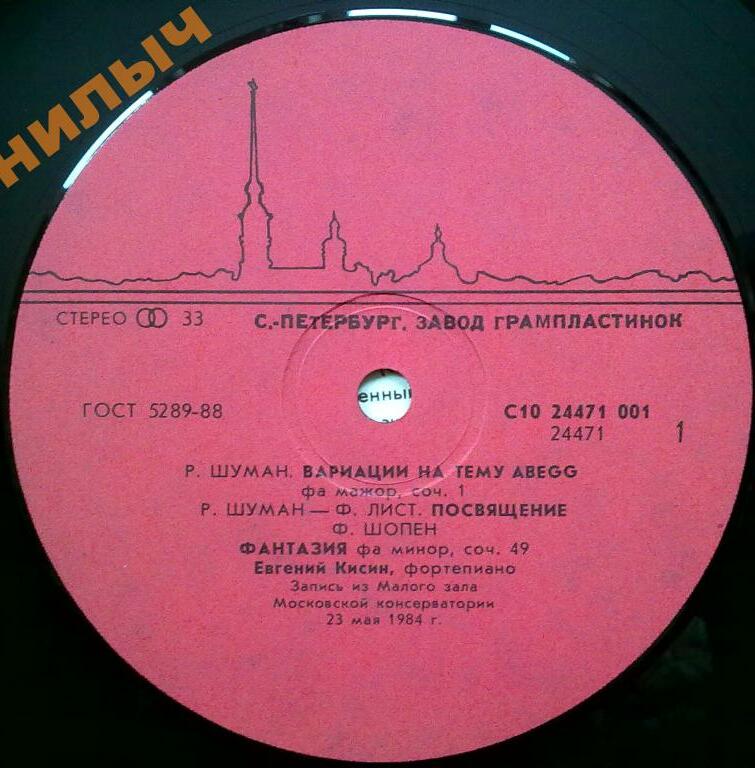 нилыч
СТЕРЕО 33
С.-ПЕТЕРБУРГ. ЗАВОД ГРАМПЛАСТИНОК
ГОСТ 5289-88
енный
С10 24471 001
24471 1
Р. ШУМАН. ВАРИАЦИИ НА ТЕМУ ABEGG
фа мажор, соч. 1
Р. ШУМАН — Ф. ЛИСТ. ПОСВЯЩЕНИЕ
Ф. ШОПЕН
ФАНТАЗИЯ фа минор, соч. 49
Евгений Кисин, фортепиано
Запись из Малого зала
Московской консерватории
23 мая 1984 г.